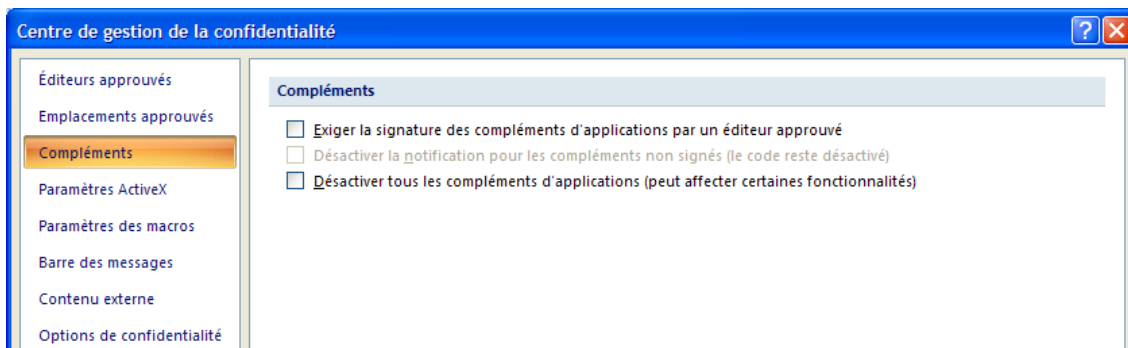 Centre de gestion de la confidentialité
Éditeurs approuvés
Emplacements approuvés
Compléments
Paramètres ActiveX
Paramètres des macros
Barre des messages
Contenu externe
Options de confidentialité
Compléments
Exiger la signature des compléments d'applications par un éditeur approuvé
Désactiver la notification pour les compléments non signés (le code reste désactivé)
Désactiver tous les compléments d'applications (peut affecter certaines fonctionnalités)